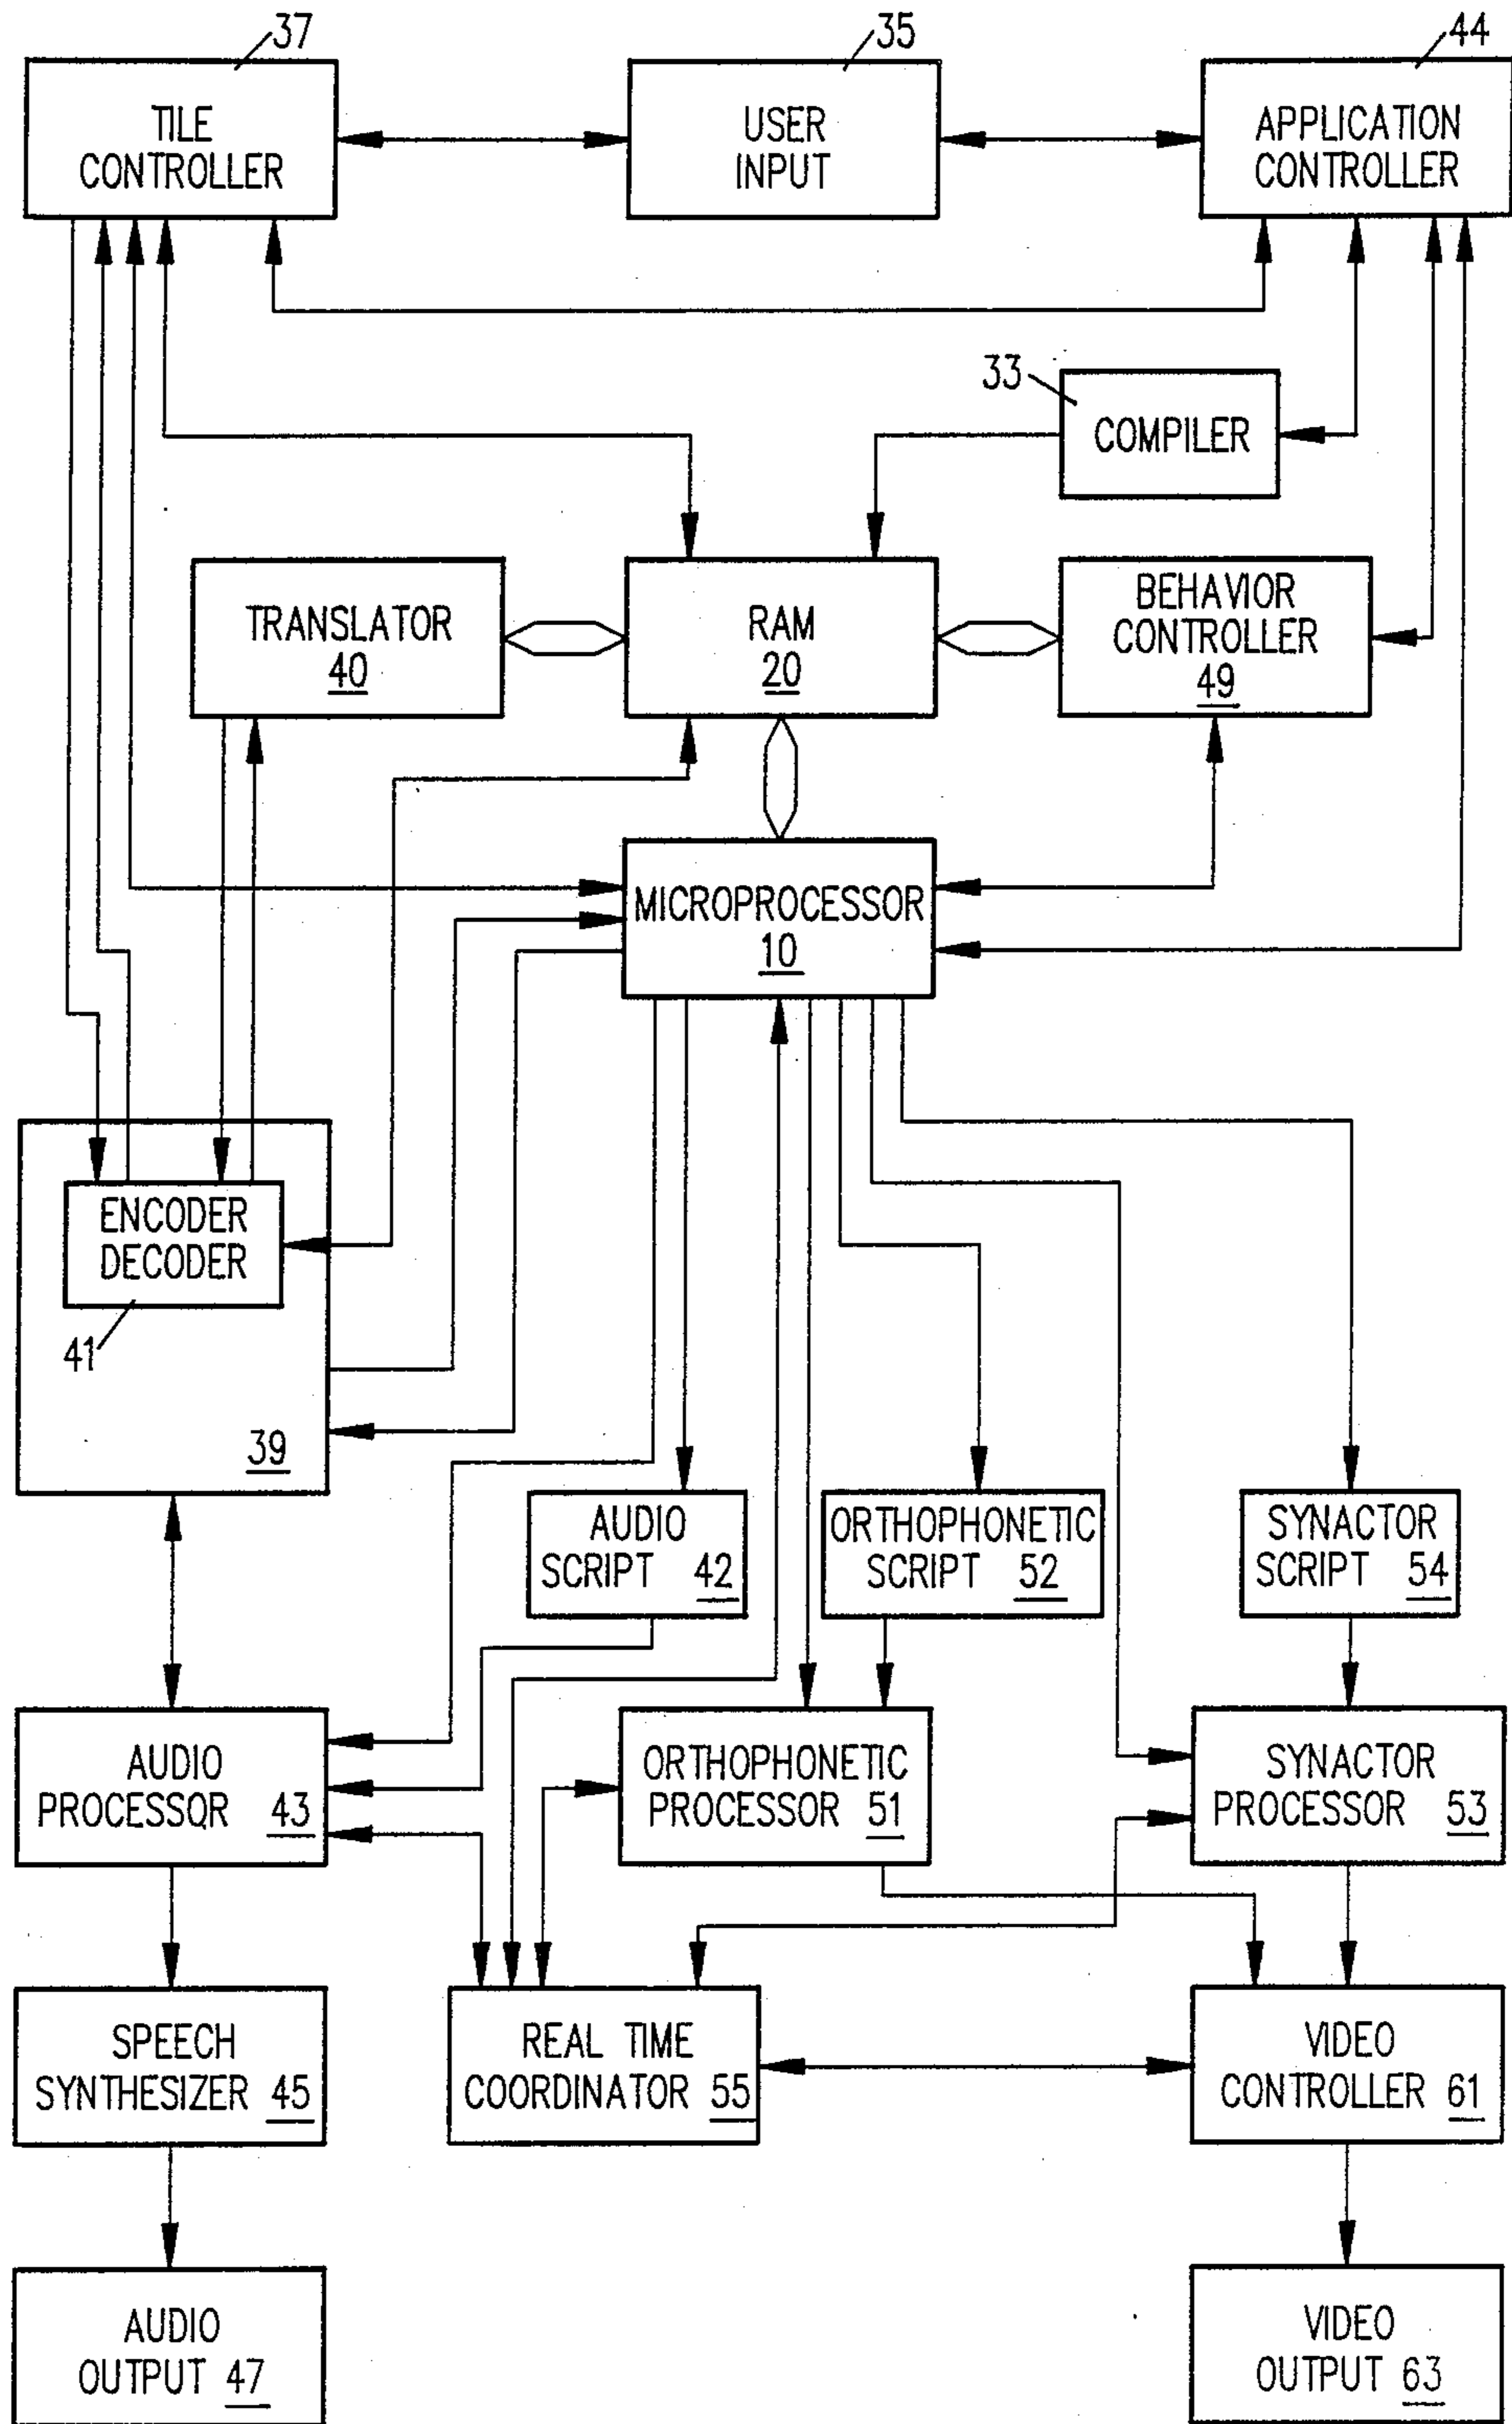 37
35
44
TILE
CONTROLLER
USER
INPUT
APPLICATION
CONTROLLER
33
COMPILER
TRANSLATOR
40
RAM
20
BEHAVIOR
CONTROLLER
49
MICROPROCESSOR
10
ENCODER
DECODER
41
39
AUDIO
SCRIPT 42
ORTHOPHONETIC
SCRIPT 52
SYNACTOR
SCRIPT 54
AUDIO
PROCESSOR 43
ORTHOPHONETIC
PROCESSOR 51
SYNACTOR
PROCESSOR 53
SPEECH
SYNTHESIZER 45
REAL TIME
COORDINATOR 55
VIDEO
CONTROLLER 61
AUDIO
OUTPUT 47
VIDEO
OUTPUT 63